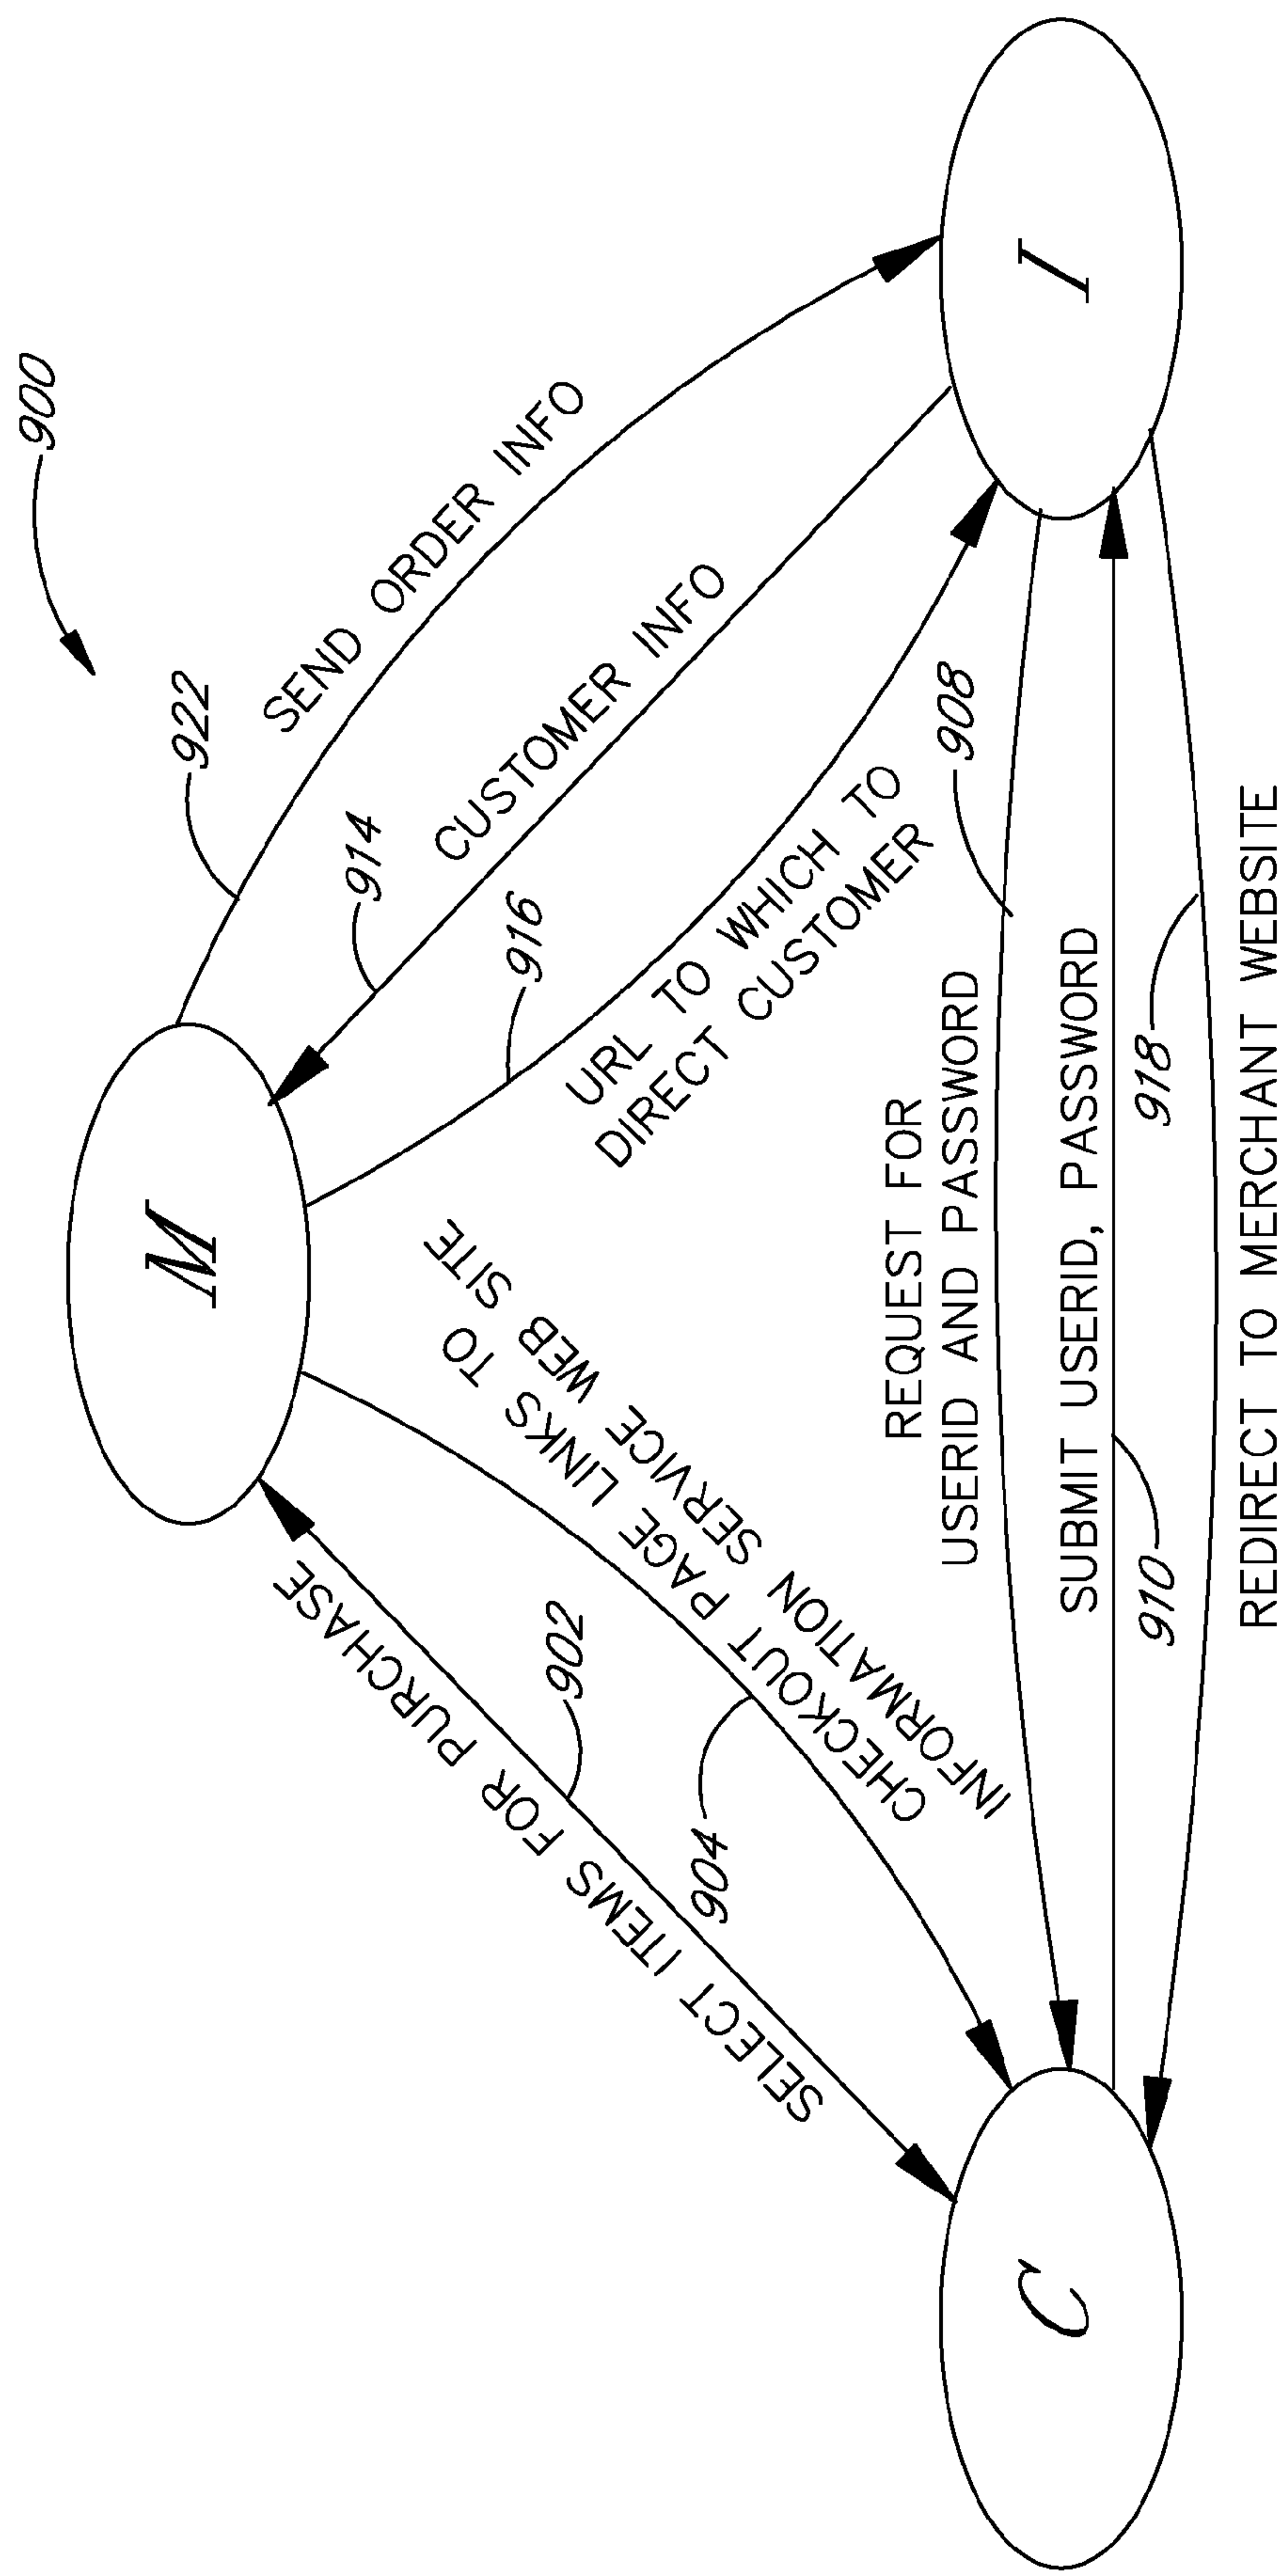 900
M
922
SEND ORDER INFO
914
CUSTOMER INFO
916
URL TO WHICH TO
DIRECT CUSTOMER
SELECT ITEMS FOR PURCHASE
902
904
CHECKOUT PAGE LINKS TO
INFORMATION SERVICE WEB SITE
C
I
908
REQUEST FOR
USERID AND PASSWORD
SUBMIT USERID, PASSWORD
910
918
REDIRECT TO MERCHANT WEBSITE